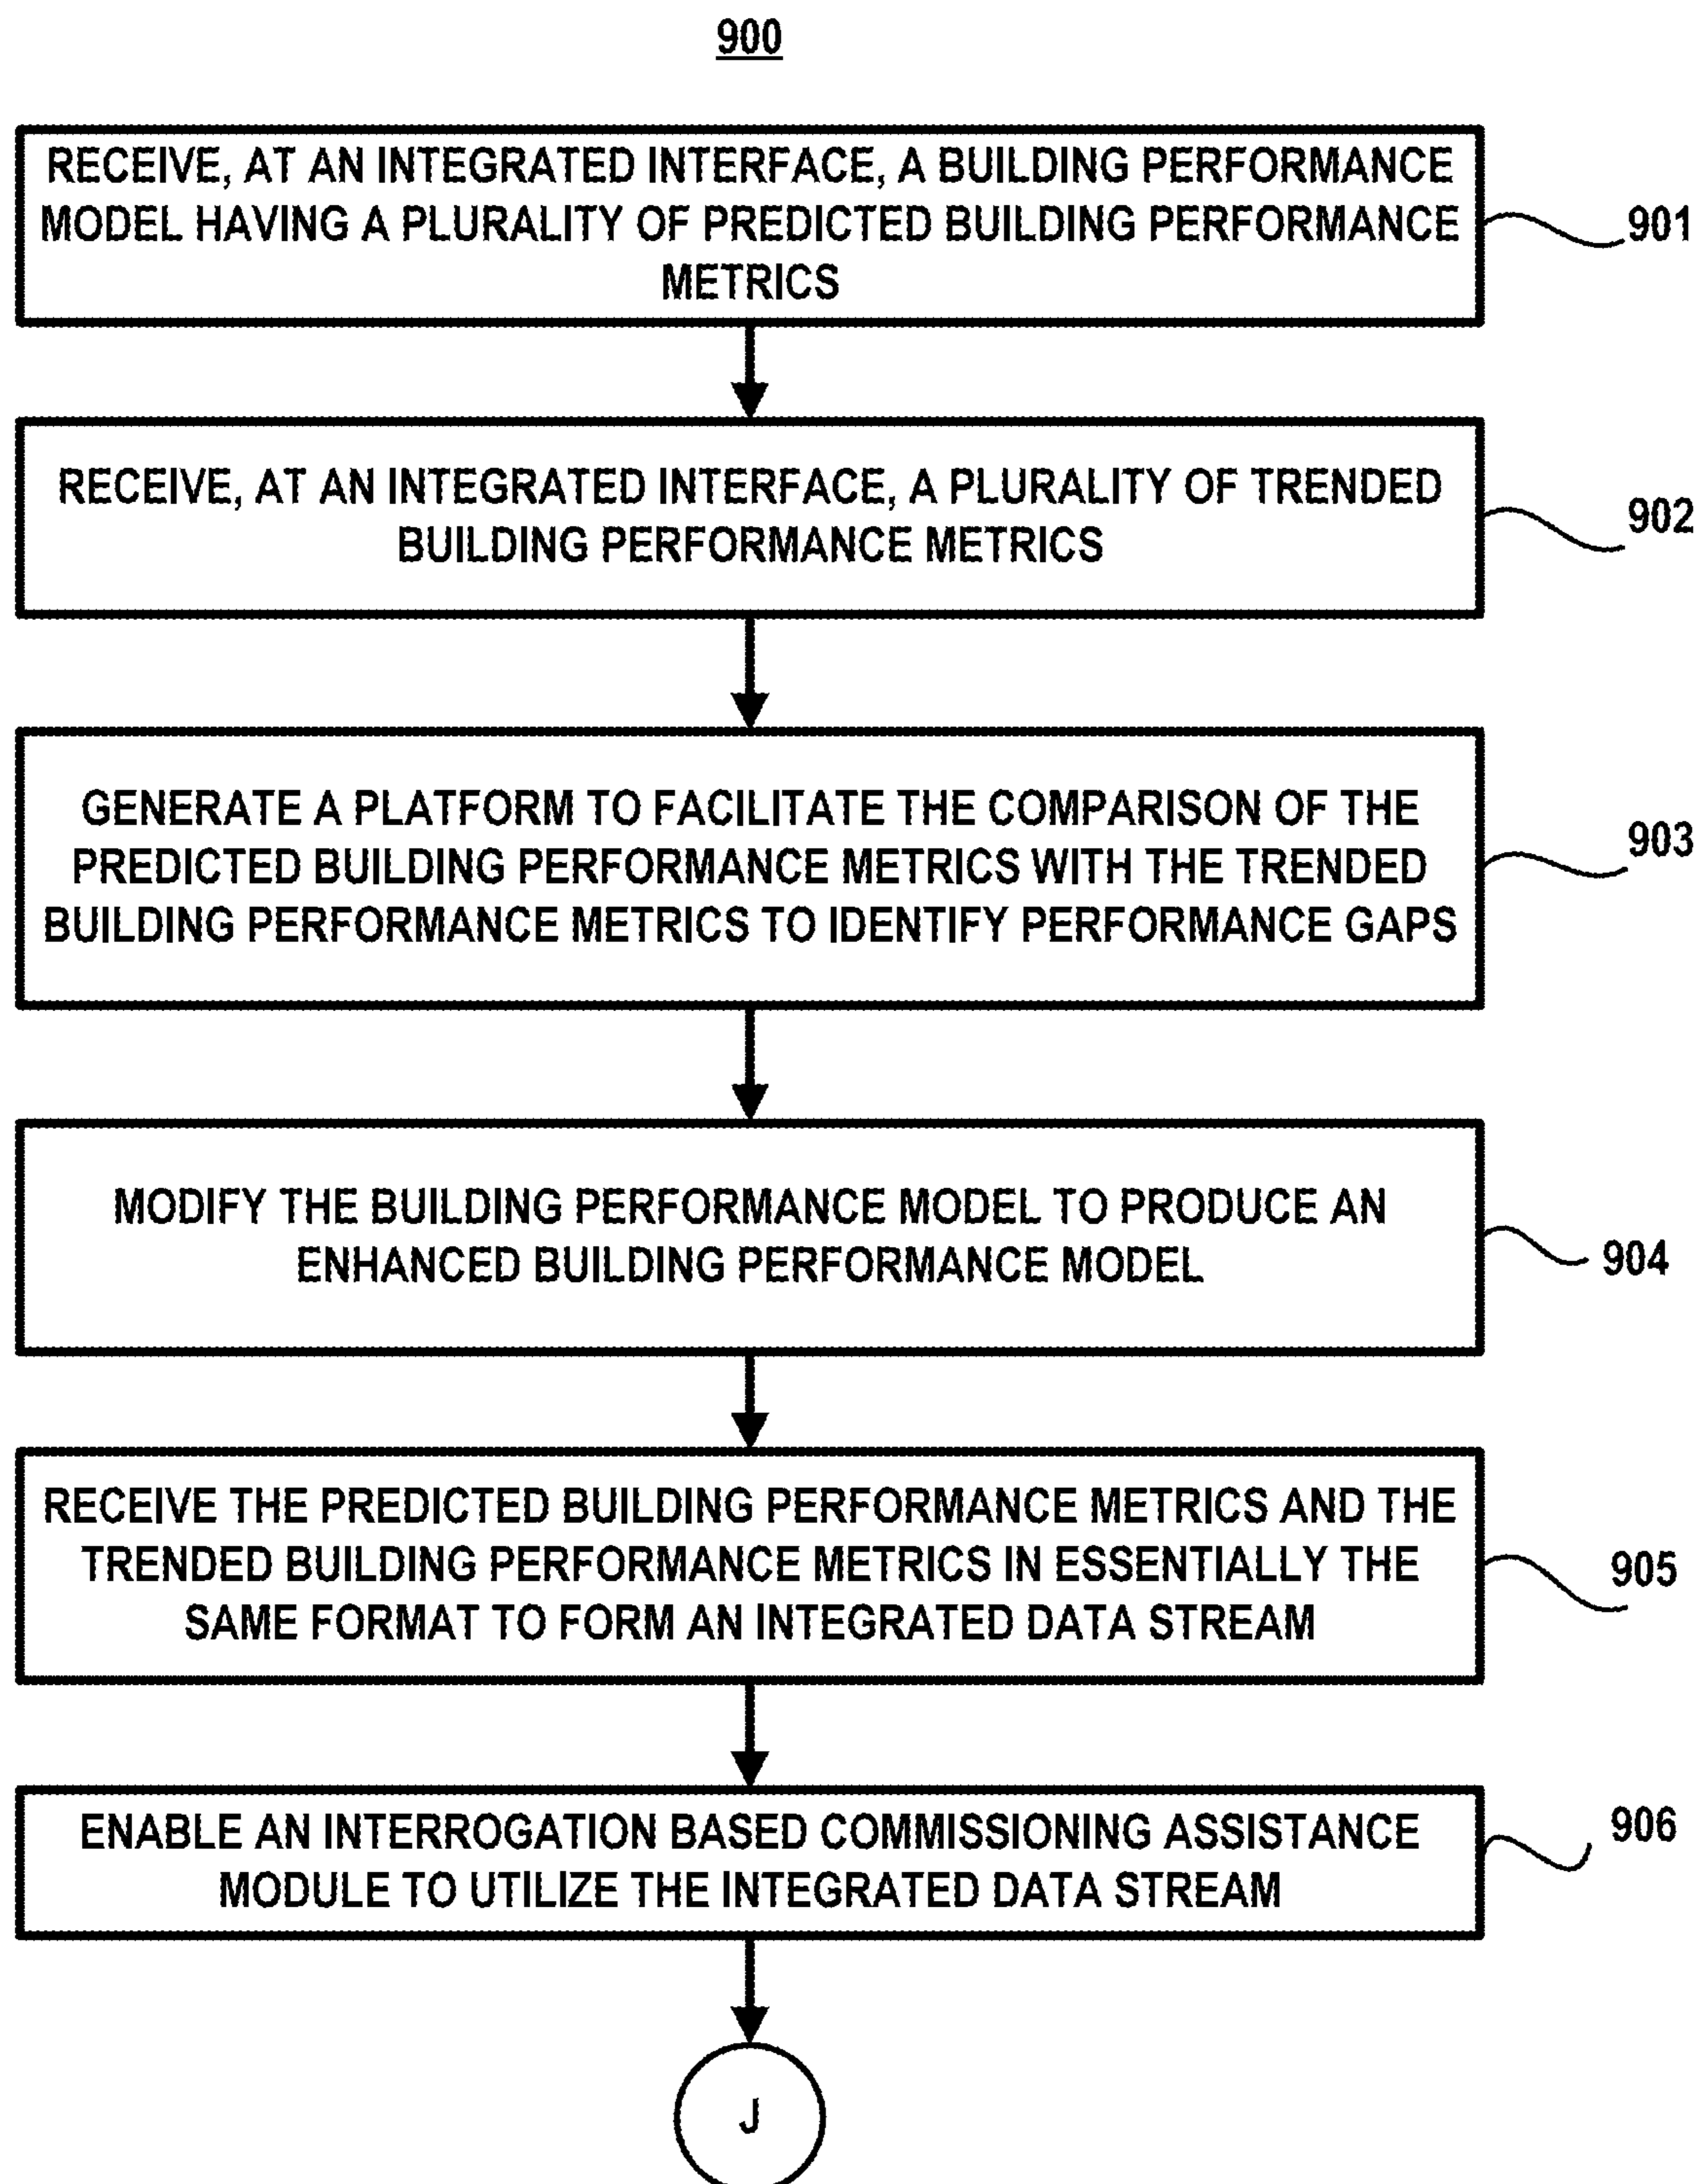 900
RECEIVE, AT AN INTEGRATED INTERFACE, A BUILDING PERFORMANCE
MODEL HAVING A PLURALITY OF PREDICTED BUILDING PERFORMANCE
METRICS
901
RECEIVE, AT AN INTEGRATED INTERFACE, A PLURALITY OF TRENDED
BUILDING PERFORMANCE METRICS
902
GENERATE A PLATFORM TO FACILITATE THE COMPARISON OF THE
PREDICTED BUILDING PERFORMANCE METRICS WITH THE TRENDED
BUILDING PERFORMANCE METRICS TO IDENTIFY PERFORMANCE GAPS
903
MODIFY THE BUILDING PERFORMANCE MODEL TO PRODUCE AN
ENHANCED BUILDING PERFORMANCE MODEL
904
RECEIVE THE PREDICTED BUILDING PERFORMANCE METRICS AND THE
TRENDED BUILDING PERFORMANCE METRICS IN ESSENTIALLY THE
SAME FORMAT TO FORM AN INTEGRATED DATA STREAM
905
ENABLE AN INTERROGATION BASED COMMISSIONING ASSISTANCE
MODULE TO UTILIZE THE INTEGRATED DATA STREAM
906
J